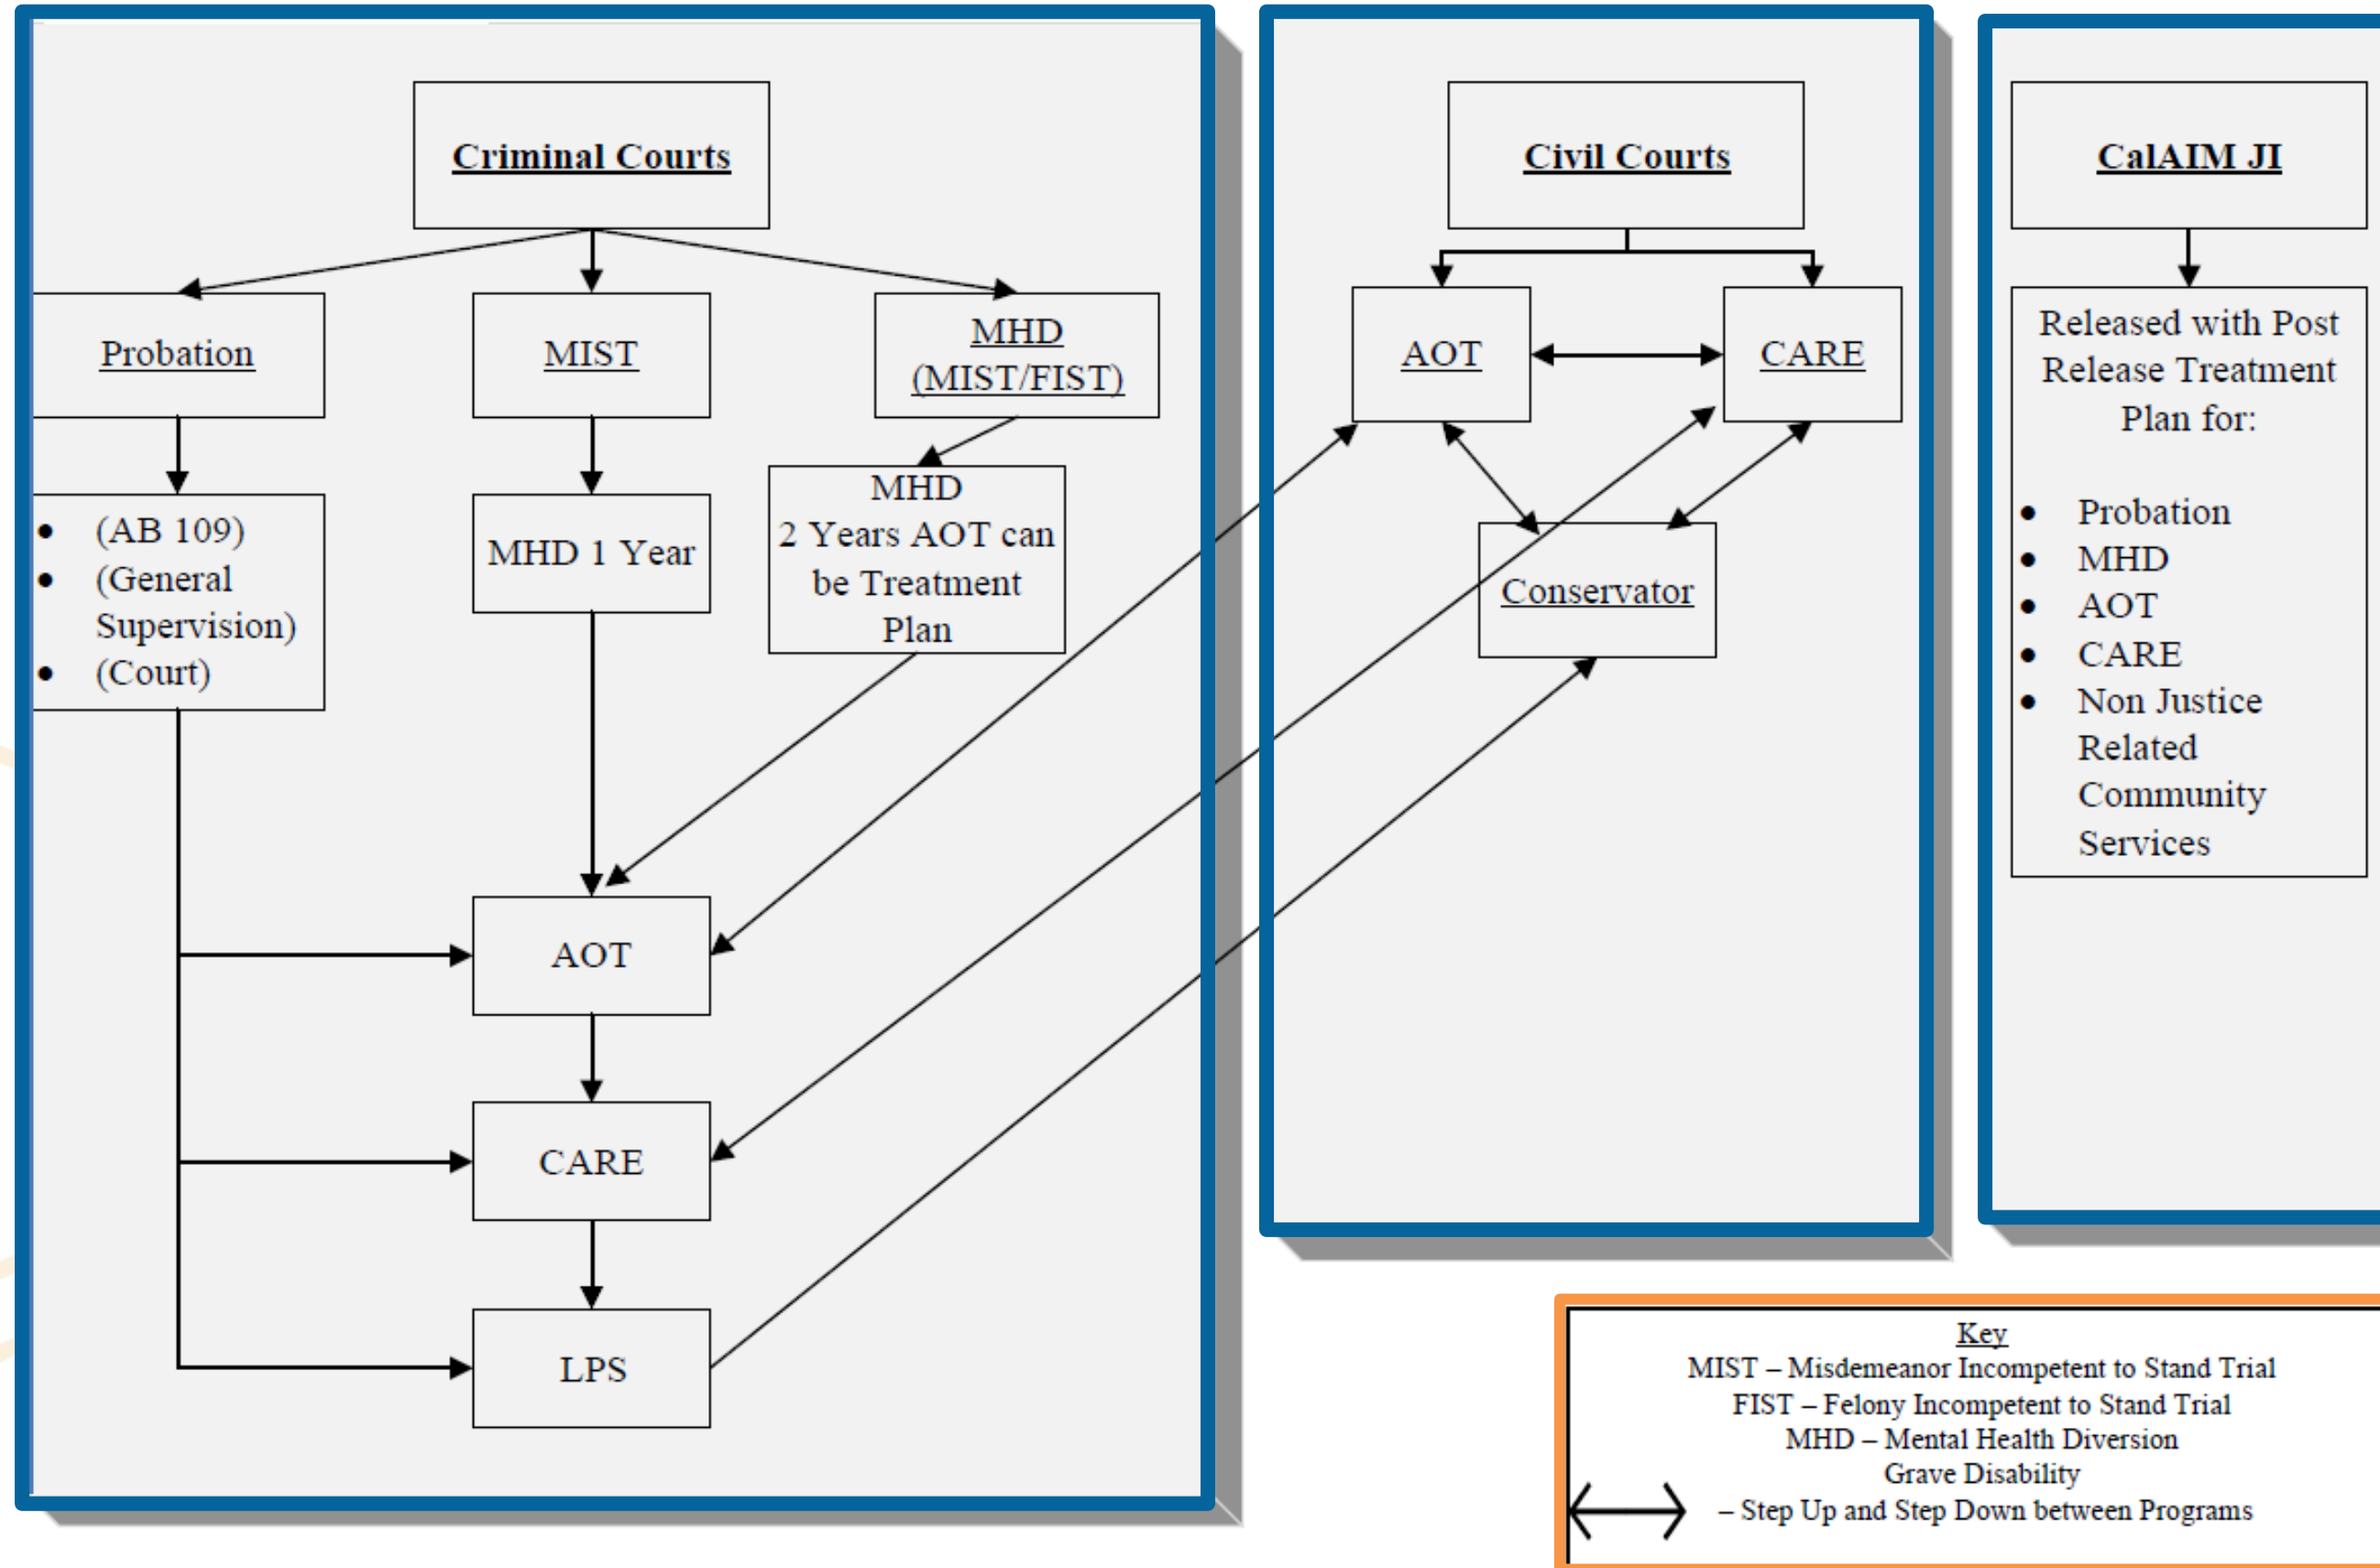 Criminal Courts
Probation
MIST
MHD
(MIST/FIST)
• (AB 109)
• (General
Supervision)
• (Court)
MHD 1 Year
MHD
2 Years AOT can
be Treatment
Plan
AOT
CARE
LPS
Civil Courts
AOT
CARE
Conservator
CalAIM JI
Released with Post
Release Treatment
Plan for:
• Probation
• MHD
• AOT
• CARE
• Non Justice
Related
Community
Services
Key
MIST – Misdemeanor Incompetent to Stand Trial
FIST – Felony Incompetent to Stand Trial
MHD – Mental Health Diversion
Grave Disability
– Step Up and Step Down between Programs